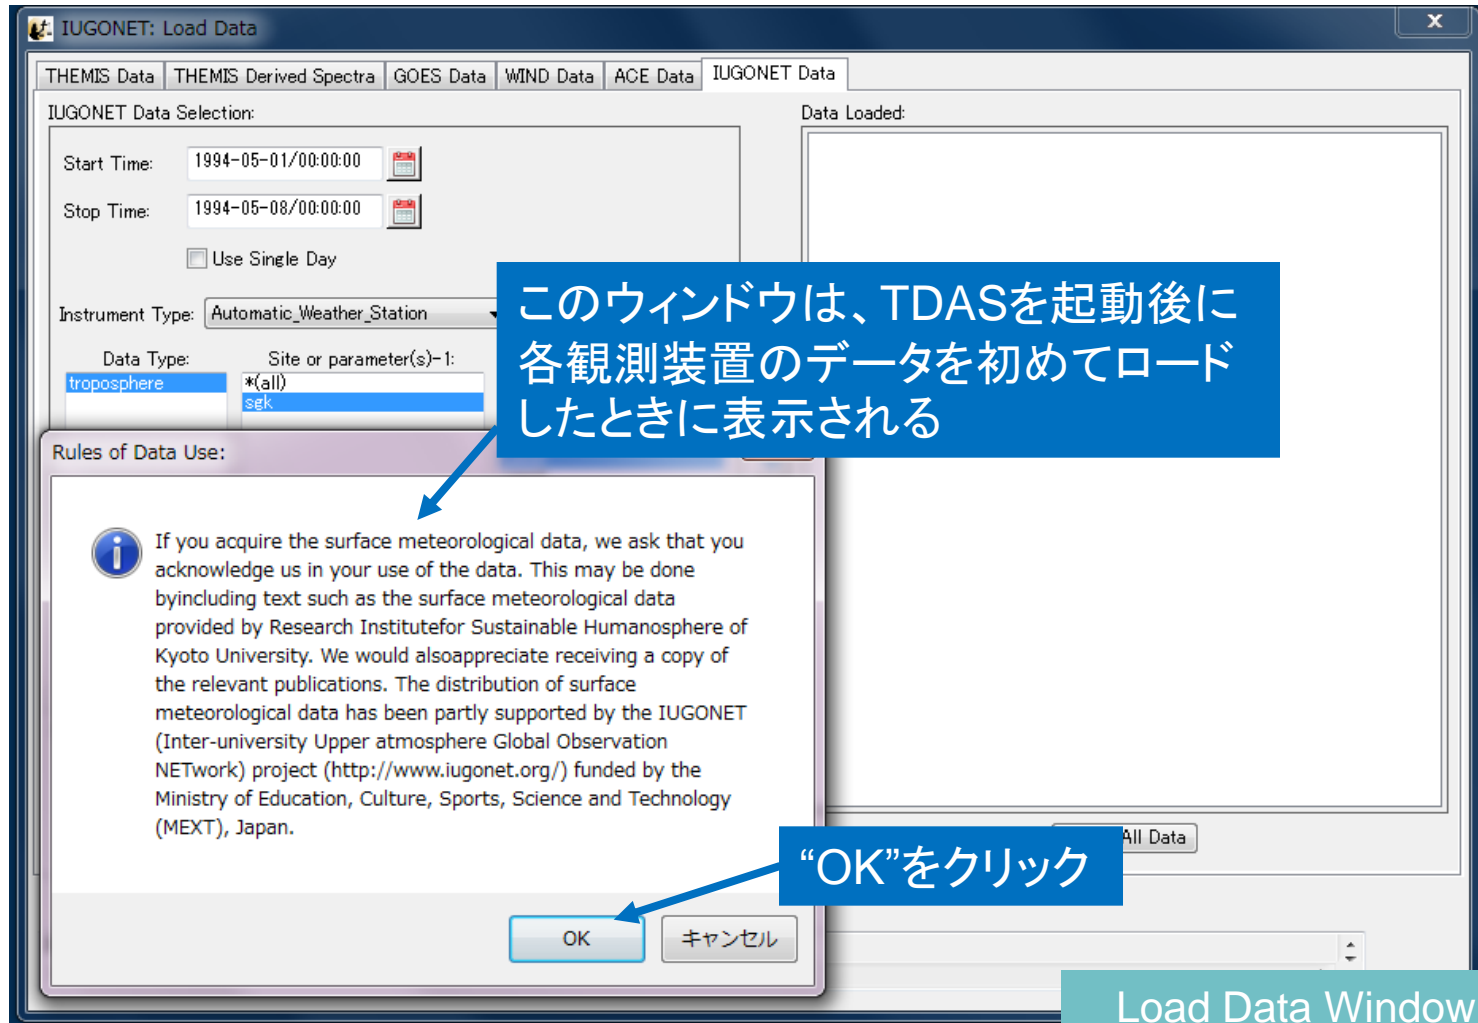 IUGONET: Load Data
THEMIS Data THEMIS Derived Spectra GOES Data WIND Data ACE Data IUGONET Data
IUGONET Data Selection:
Data Loaded:
Start Time: 1994-05-01/00:00:00
Stop Time: 1994-05-08/00:00:00
Use Single Day
Instrument Type: Automatic_Weather_Station
Data Type: Site or parameter(s)-1:
troposphere *(all)
sgk
このウィンドウは、TDASを起動後に
各観測装置のデータを初めてロード
したときに表示される
Rules of Data Use:
If you acquire the surface meteorological data, we ask that you
acknowledge us in your use of the data. This may be done
byincluding text such as the surface meteorological data
provided by Research Institutefor Sustainable Humanosphere of
Kyoto University. We would alsoappreciate receiving a copy of
the relevant publications. The distribution of surface
meteorological data has been partly supported by the IUGONET
(Inter-university Upper atmosphere Global Observation
NETwork) project (http://www.iugonet.org/) funded by the
Ministry of Education, Culture, Sports, Science and Technology
(MEXT), Japan.
All Data
“OK”をクリック
OK キャンセル
Load Data Window